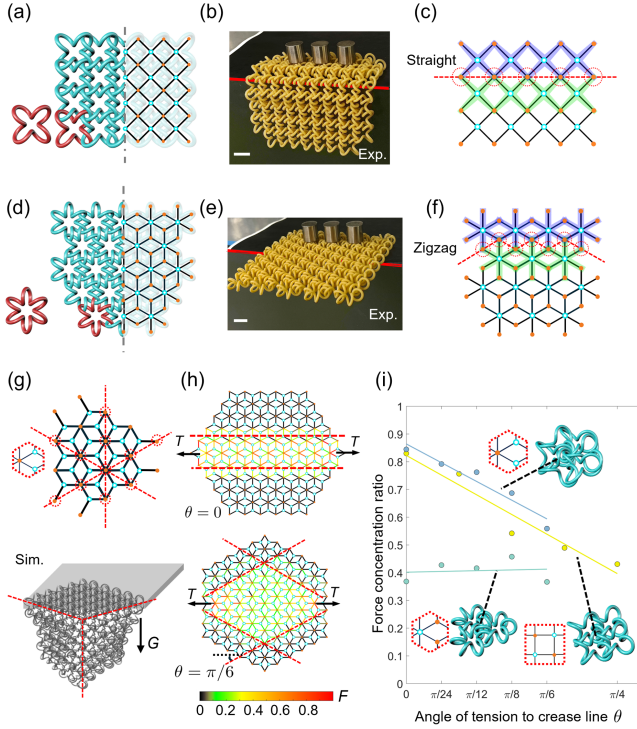 (a)
(b)
Exp.
(c)
Straight
(d)
(e)
Exp.
(f)
Zigzag
(g)
Sim.
G
(h)
T
T
θ = 0
T
T
θ = π/6
F
0 0.2 0.4 0.6 0.8
(i)
Force concentration ratio
1
0.9
0.8
0.7
0.6
0.5
0.4
0.3
0.2
0.1
0
0 π/24 π/12 π/8 π/6 π/4
Angle of tension to crease line θ